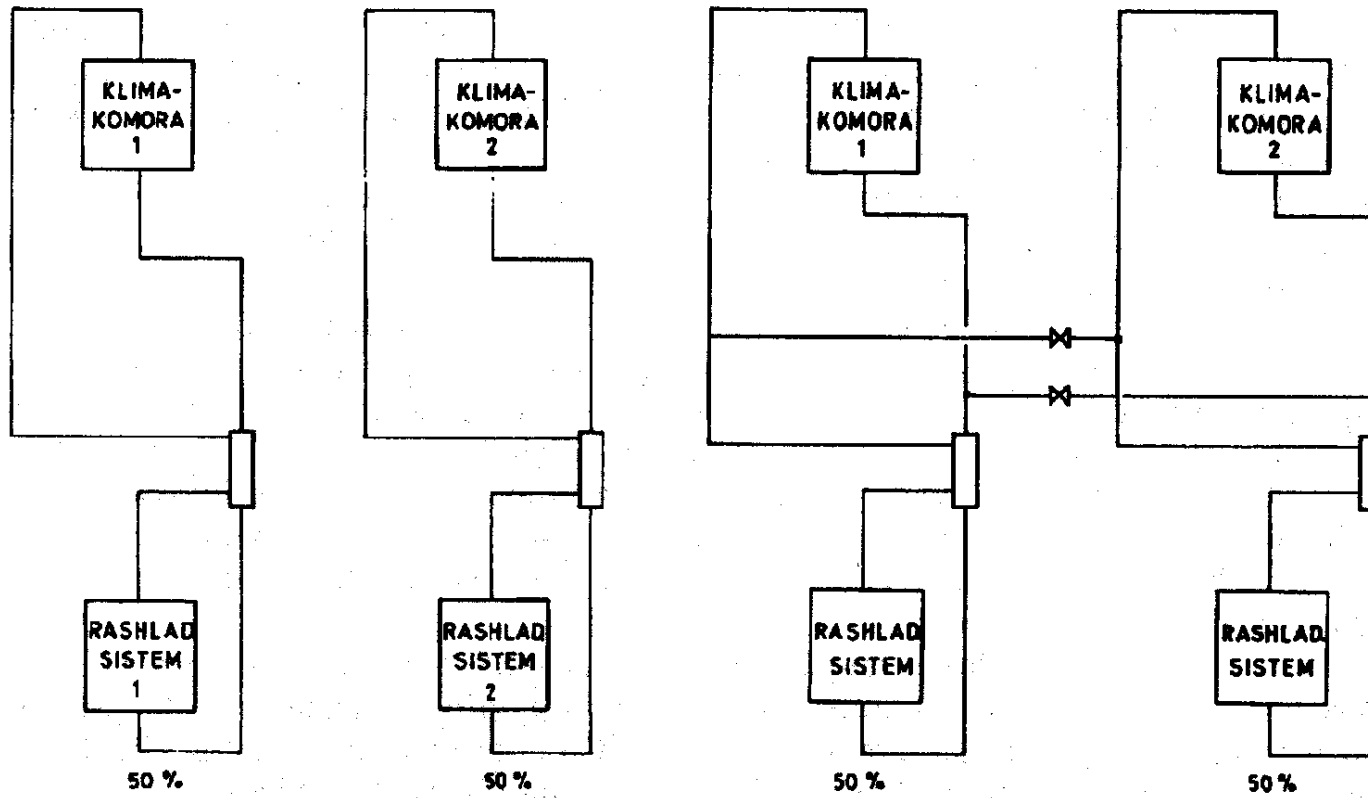 KLIMA-
KOMORA
1
KLIMA-
KOMORA
2
KLIMA-
KOMORA
1
KLIMA-
KOMORA
2
RASHLAD
SISTEM
1
RASHLAD
SISTEM
2
RASHLAD
SISTEM
RASHLAD.
SISTEM
50 %
50 %
50 %
50 %